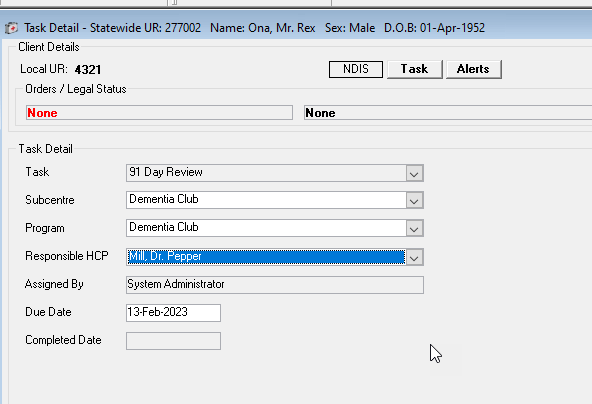 Task Detail - Statewide UR: 277002 Name: Ona, Mr. Rex Sex: Male D.O.B: 01-Apr-1952
Client Details
Local UR: 4321 NDIS Task Alerts
Orders / Legal Status
None None
Task Detail
Task 91 Day Review
Subcentre Dementia Club
Program Dementia Club
Responsible HCP Mill, Dr. Pepper
Assigned By System Administrator
Due Date 13-Feb-2023
Completed Date